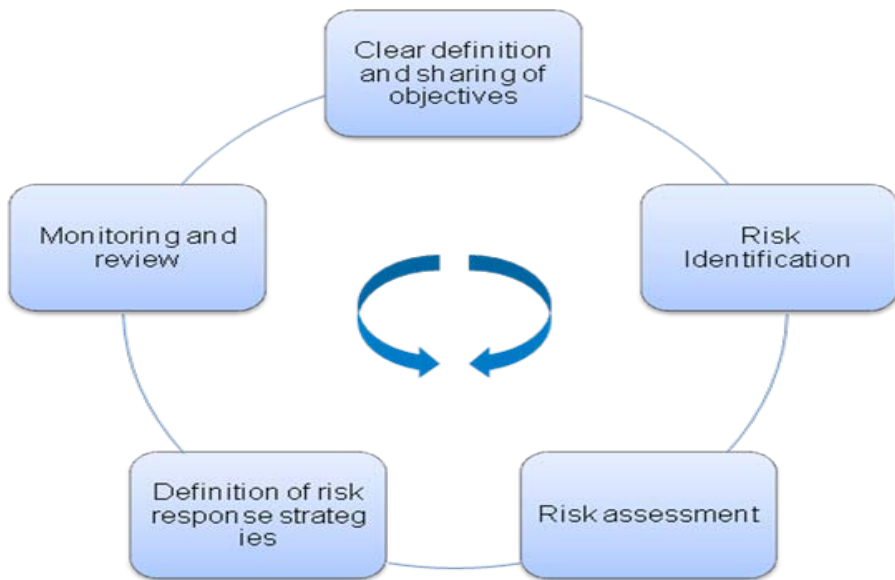 Clear definition
and sharing of
objectives
Risk
Identification
Risk assessment
Definition of risk
response strateg
ies
Monitoring and
review